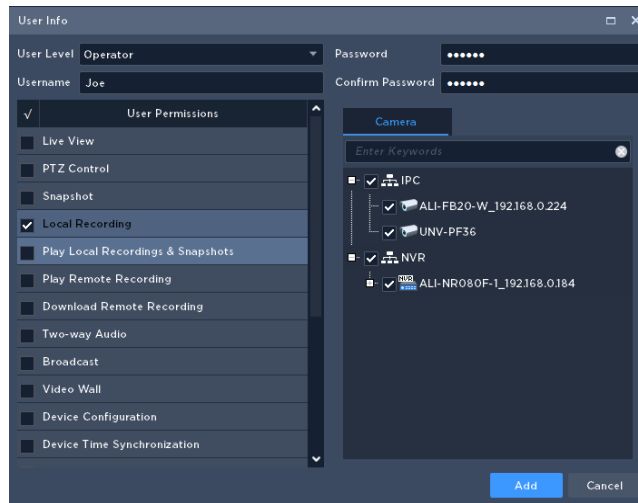 User Info
User Level Operator
Password ••••••
Username Joe
Confirm Password ••••••
√ User Permissions
Live View
PTZ Control
Snapshot
Local Recording
Play Local Recordings & Snapshots
Play Remote Recording
Download Remote Recording
Two-way Audio
Broadcast
Video Wall
Device Configuration
Device Time Synchronization
Camera
Enter Keywords
IPC
ALI-FB20-W_192.168.0.224
UNV-PF36
NVR
NVR ALI-NR080F-1_192.168.0.184
Add Cancel